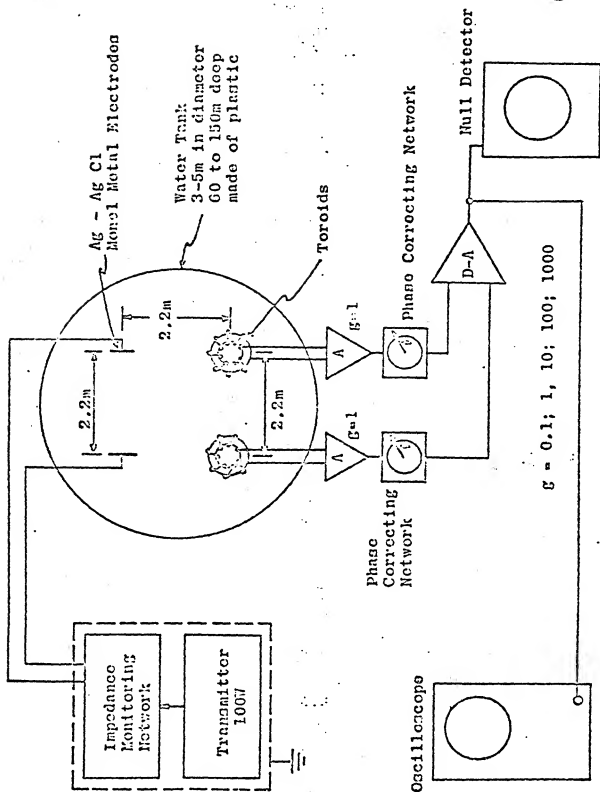 Ag - Ag Cl
Monel Metal Electrodes
Water Tank
3-5m in diameter
60 to 150m deep
made of plastic
2.2m
2.2m
Toroids
2.2m
Impedance
Monitoring
Network
Transmitter
100W
A
g=1
A
g=1
Phase Correcting Network
Phase
Correcting
Network
D-A
Null Detector
g = 0.1; 1, 10; 100; 1000
Oscilloscope